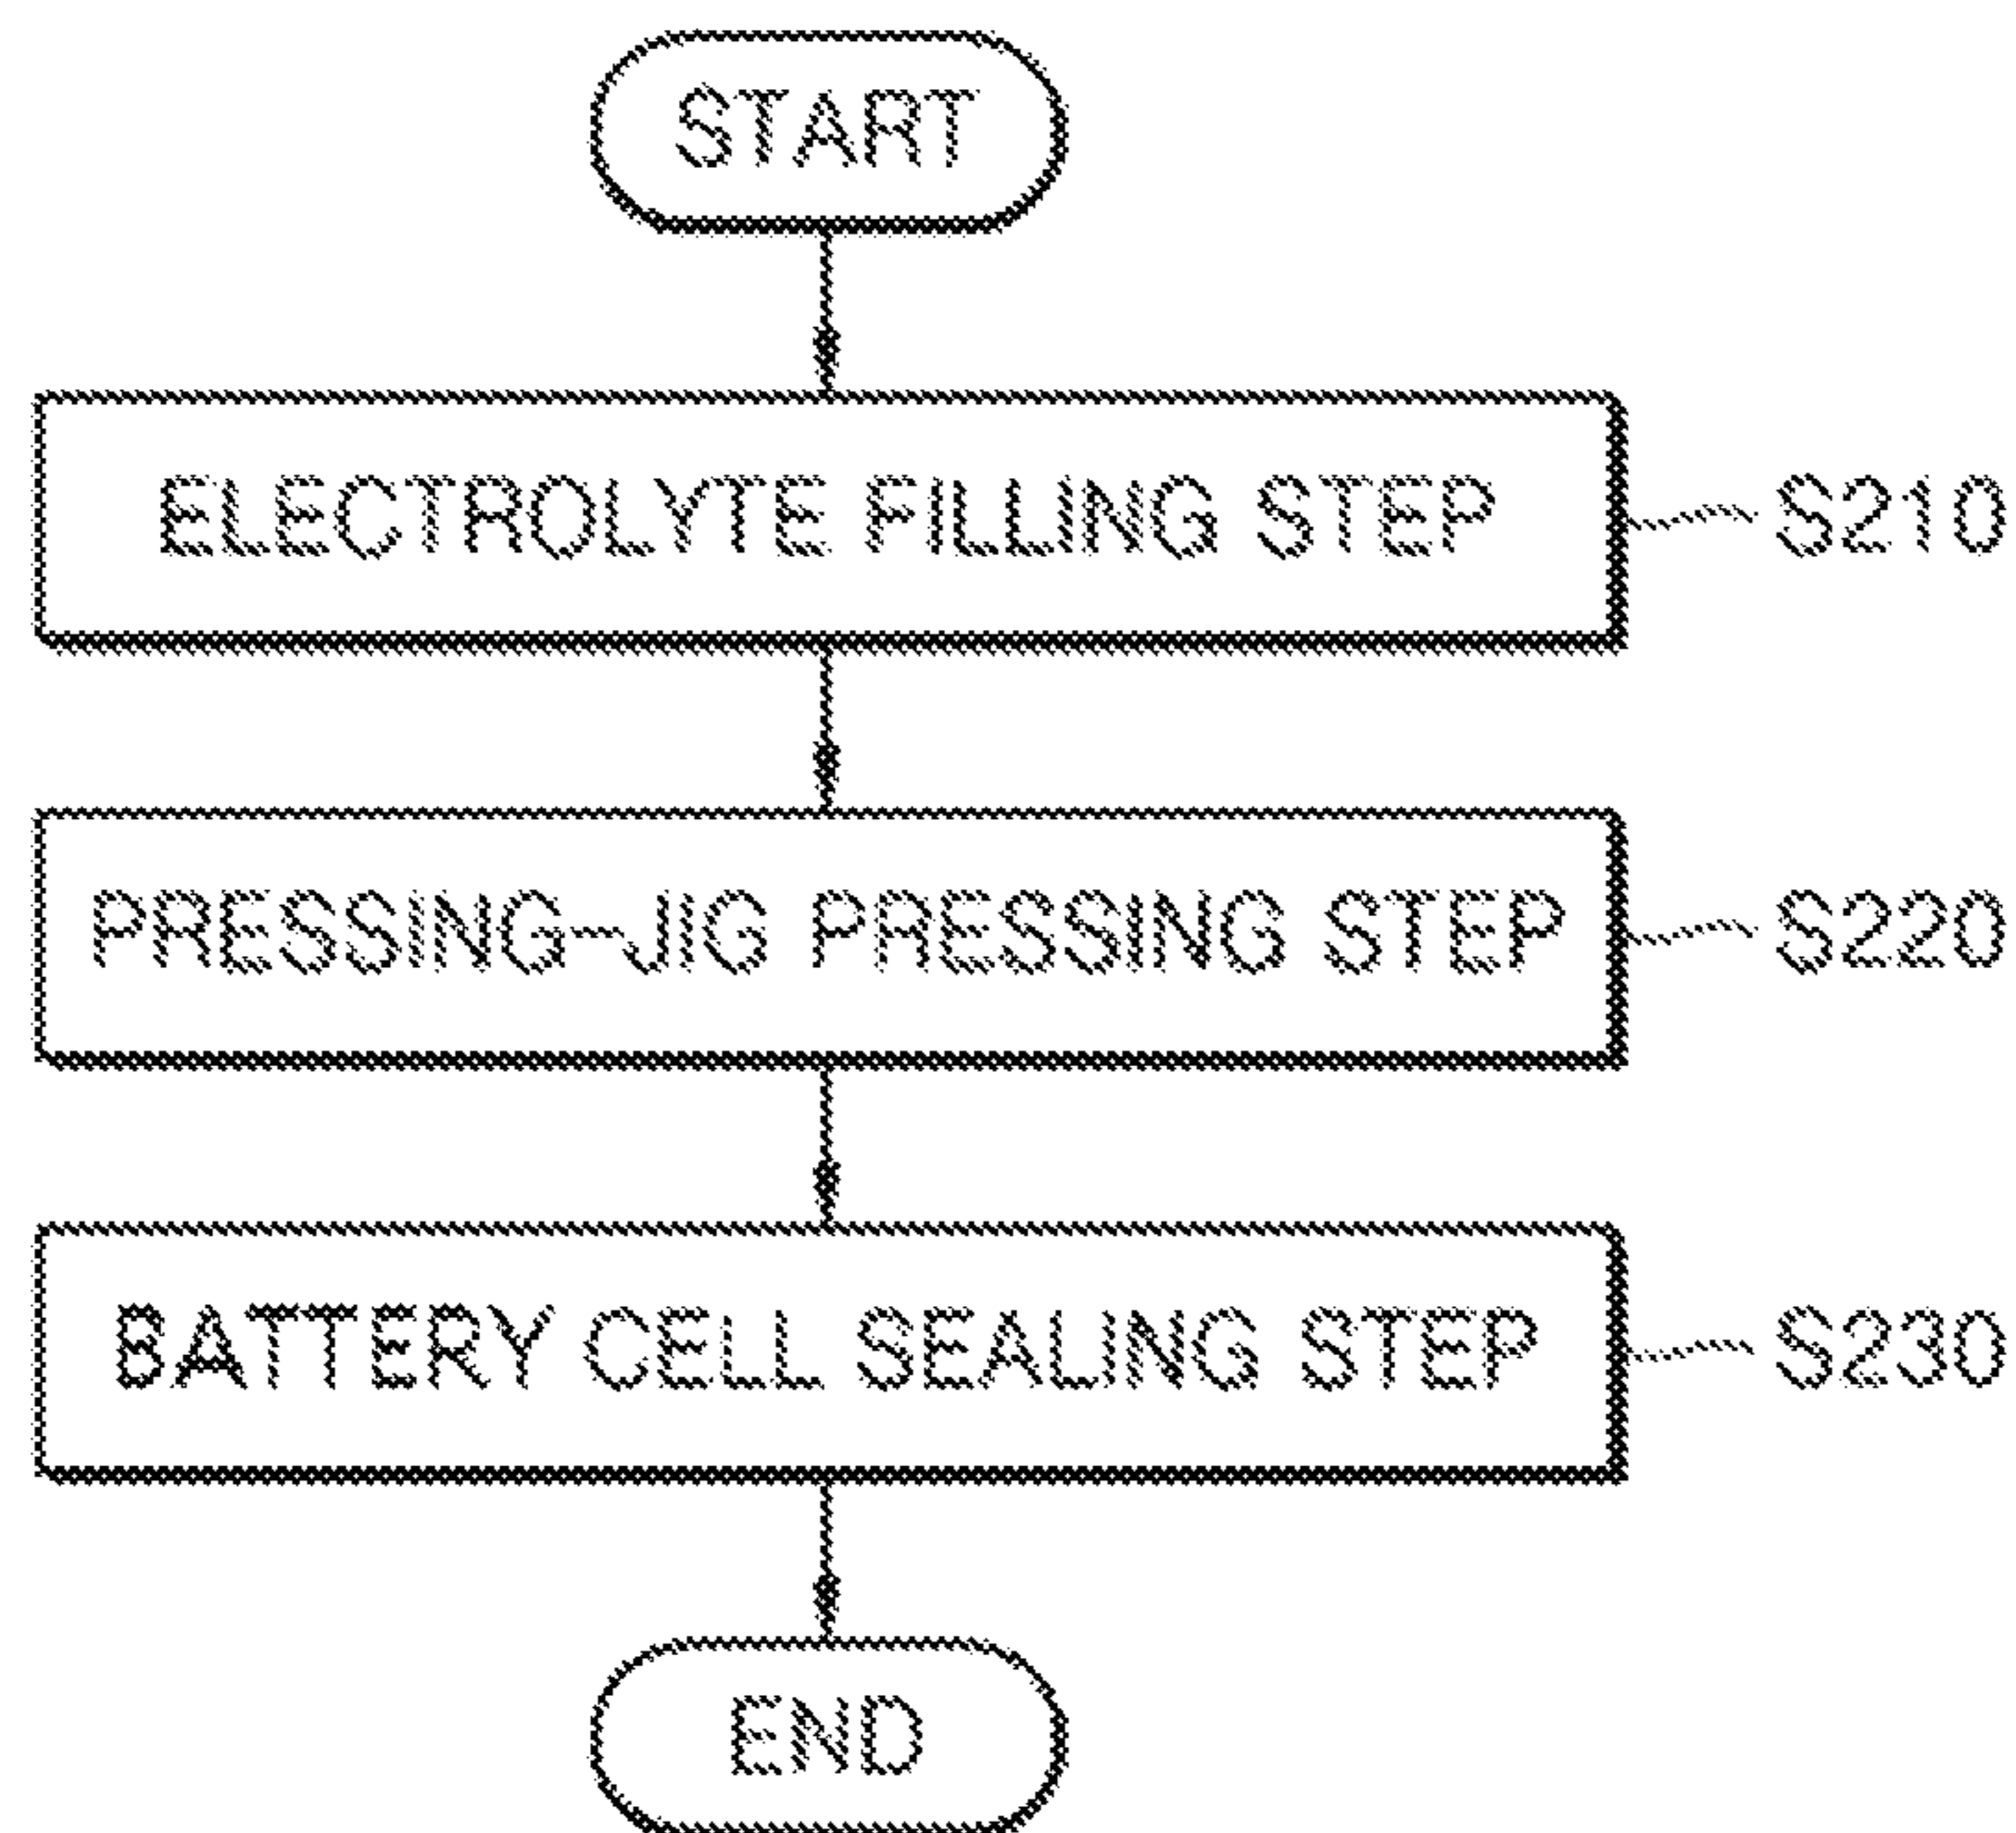 START
ELECTROLYTE FILLING STEP S210
PRESSING-JIG PRESSING STEP S220
BATTERY CELL SEALING STEP S230
END